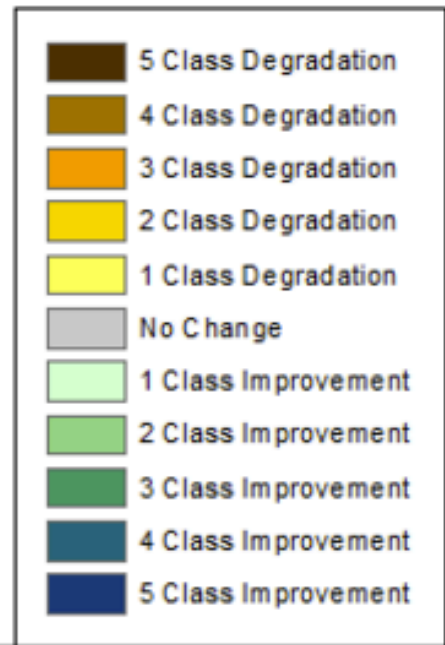 5 Class Degradation
4 Class Degradation
3 Class Degradation
2 Class Degradation
1 Class Degradation
No Change
1 Class Improvement
2 Class Improvement
3 Class Improvement
4 Class Improvement
5 Class Improvement